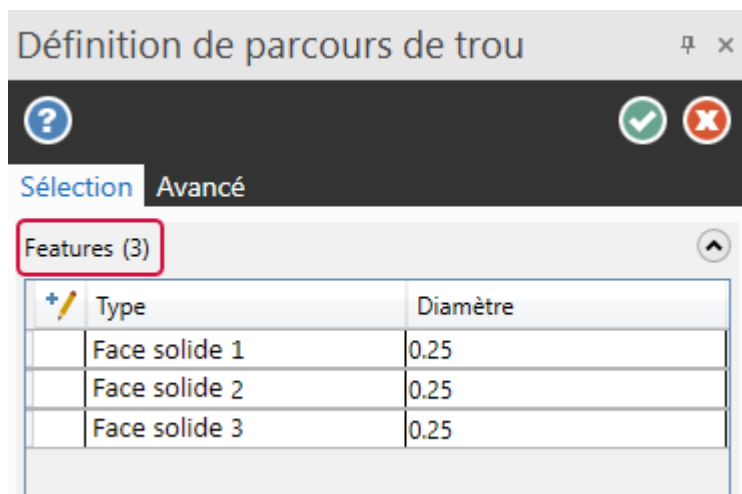 Définition de parcours de trou
Sélection Avancé
Features (3)
Type Diamètre
Face solide 1 0.25
Face solide 2 0.25
Face solide 3 0.25